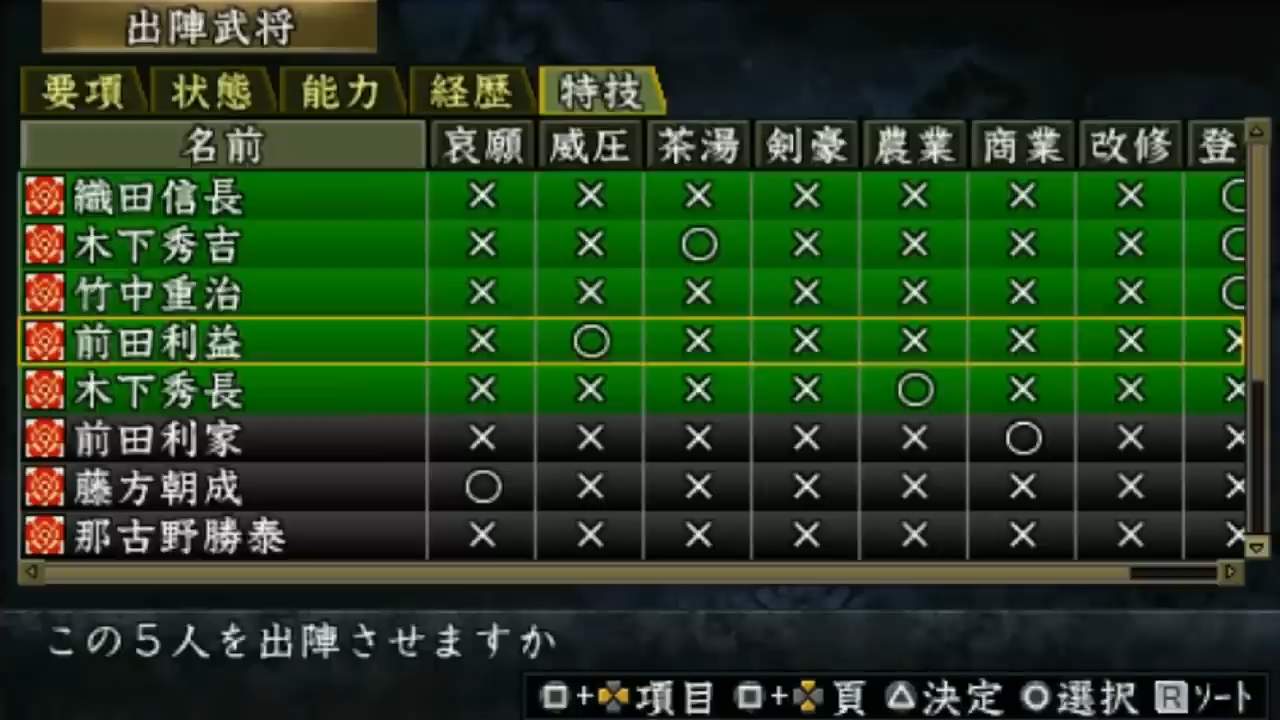 出陣武将
要項 状態 能力 経歴 特技
名前 哀願 威圧 茶湯 剣豪 農業 商業 改修 登
織田信長 × × × × × × × ○
木下秀吉 × × ○ × × × × ○
竹中重治 × × × × × × × ○
前田利益 × ○ × × × × × ×
木下秀長 × × × × ○ × × ×
前田利家 × × × × × ○ × ×
藤方朝成 ○ × × × × × × ×
那古野勝泰 × × × × × × × ×
この5人を出陣させますか
□+項目 □+頁 △決定 ○選択 Rソート